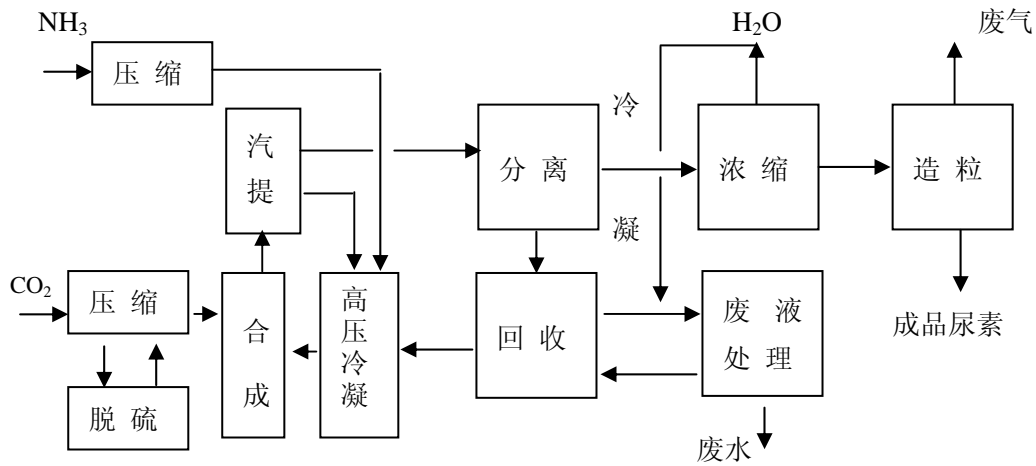 NH₃
压 缩
H₂O
废气
汽提
分 离
冷凝
浓缩
造粒
CO₂
压 缩
合成
高压冷凝
回 收
废 液
处 理
成品尿素
脱 硫
废水